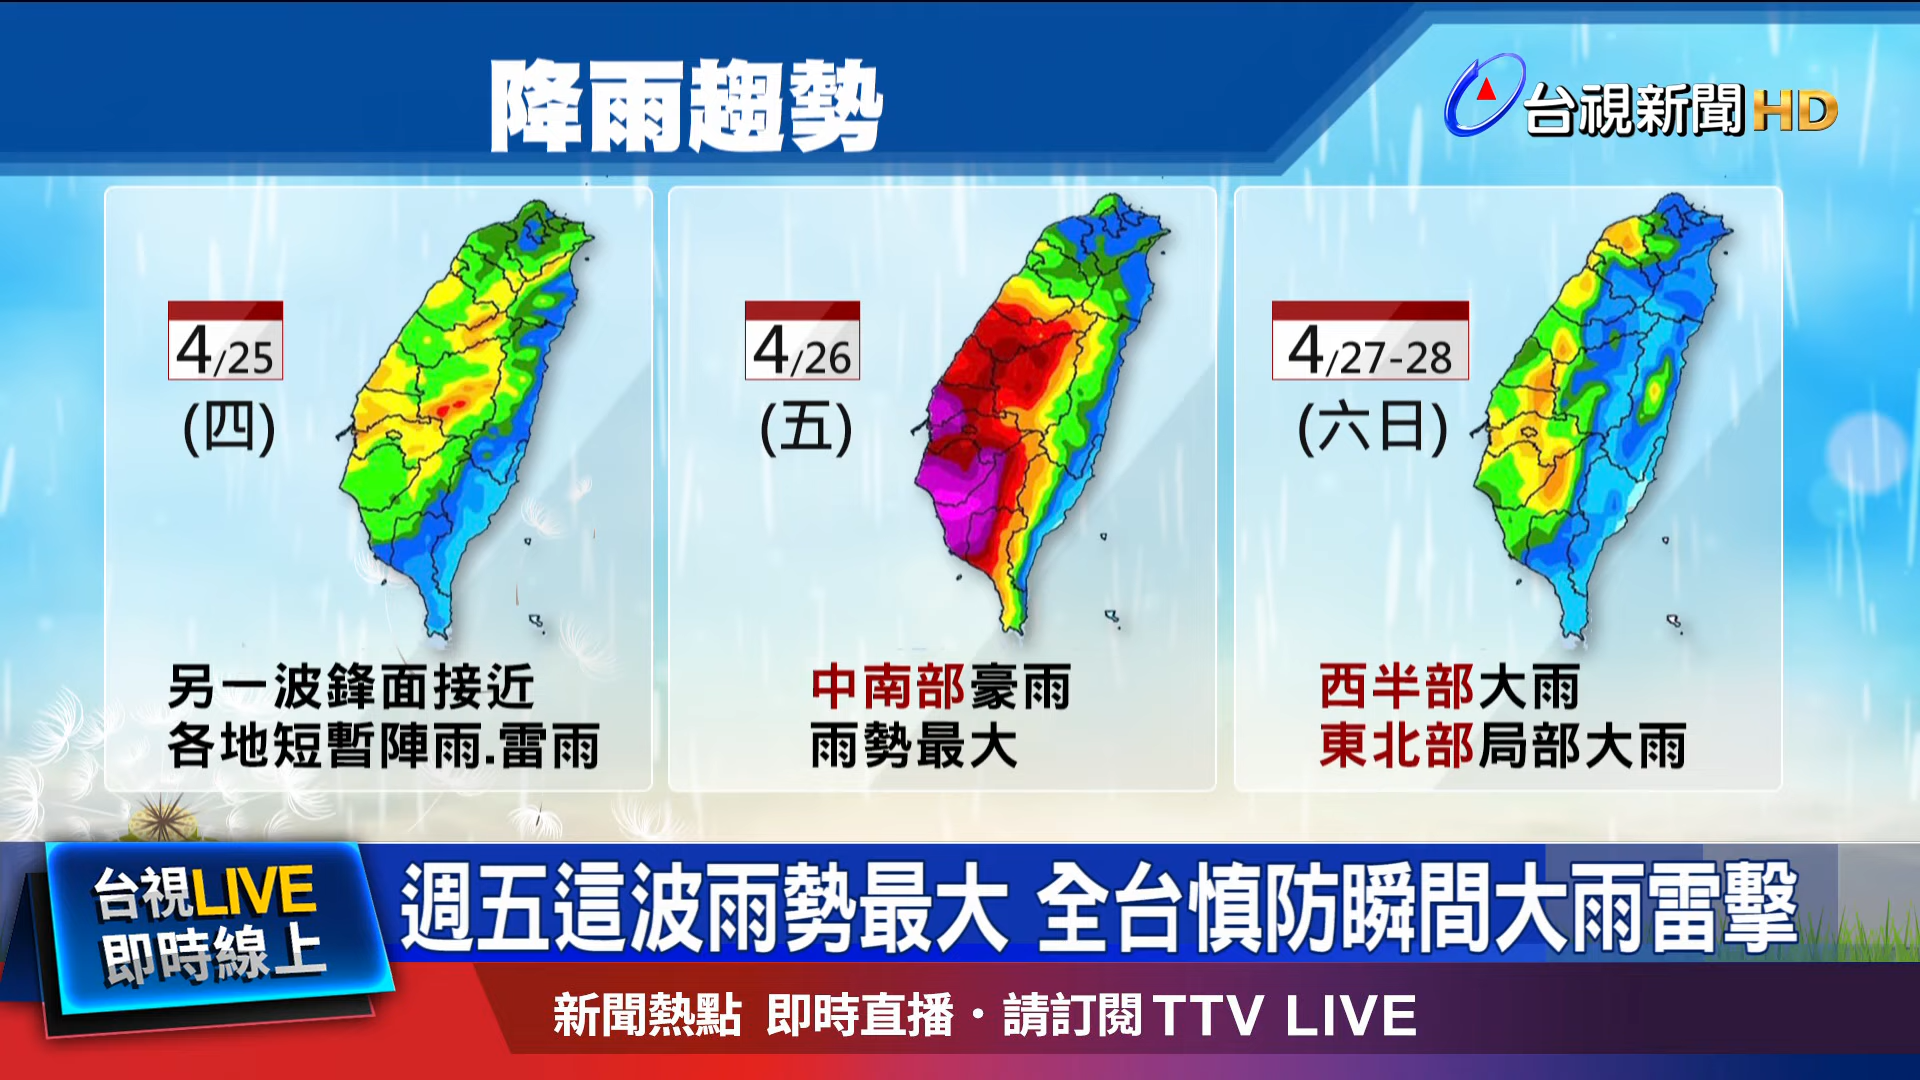 降雨趨勢
台視新聞HD
4/25
(四)
另一波鋒面接近
各地短暫陣雨.雷雨
4/26
(五)
中南部豪雨
雨勢最大
4/27-28
(六日)
西半部大雨
東北部局部大雨
台視LIVE
即時線上
週五這波雨勢最大 全台慎防瞬間大雨雷擊
新聞熱點 即時直播・請訂閱TTV LIVE